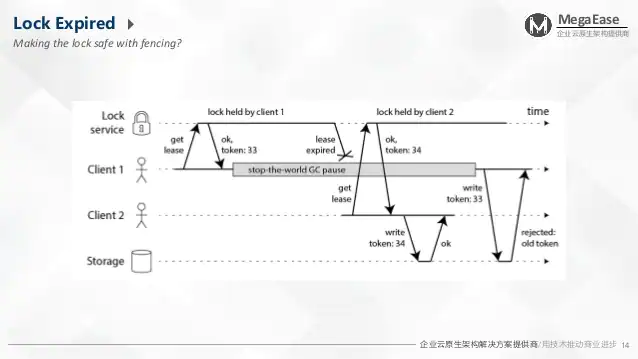 Lock Expired
MegaEase
企业云原生架构提供商
Making the lock safe with fencing?
lock held by client 1
lock held by client 2
time
Lock
service
get
lease
ok,
token: 33
lease
expired
ok,
token: 34
Client 1
stop-the-world GC pause
get
lease
write
token: 33
Client 2
write
token: 34
ok
rejected:
old token
Storage
企业云原生架构解决方案提供商/用技术推动商业进步 14